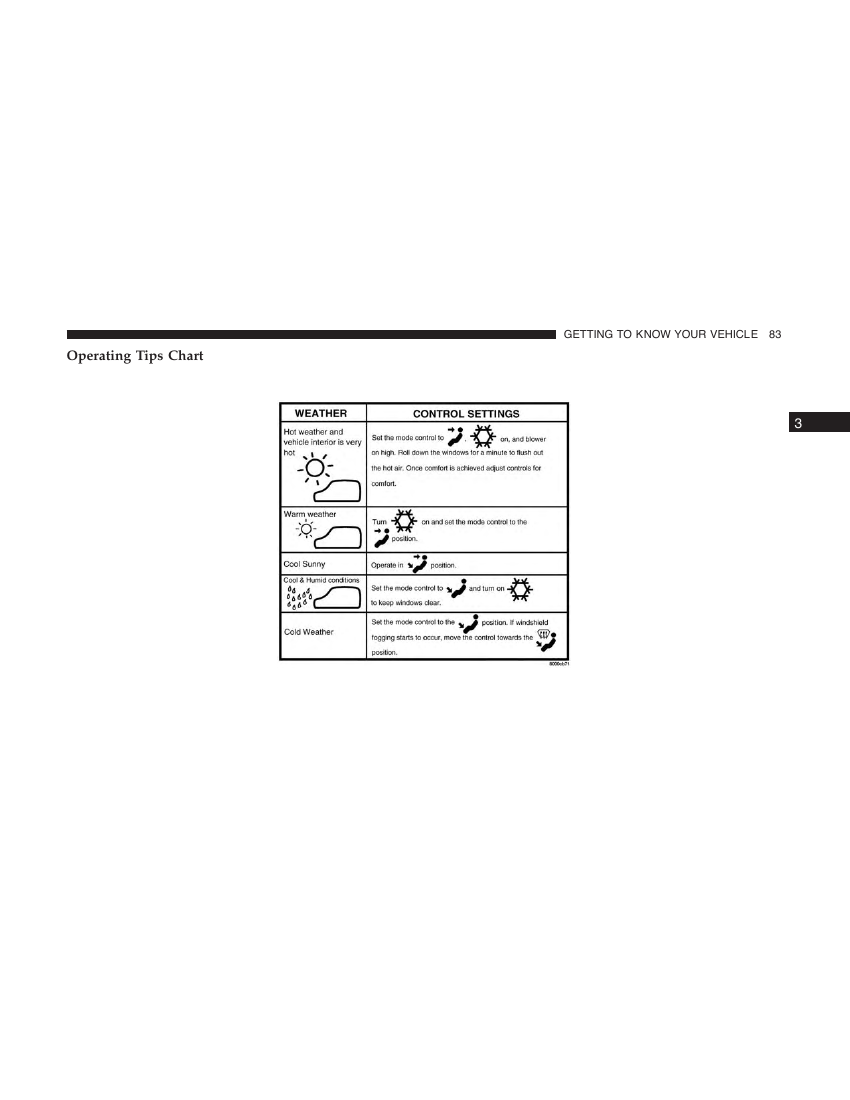 GETTING TO KNOW YOUR VEHICLE 83
Operating Tips Chart
3
WEATHER
CONTROL SETTINGS
Hot weather and
vehicle interior is very
hot
Set the mode control to , on, and blower
on high. Roll down the windows for a minute to flush out
the hot air. Once comfort is achieved adjust controls for
comfort.
Warm weather
Turn on and set the mode control to the
position.
Cool Sunny
Operate in position.
Cool & Humid conditions
Set the mode control to and turn on
to keep windows clear.
Cold Weather
Set the mode control to the position. If windshield
fogging starts to occur, move the control towards the
position.